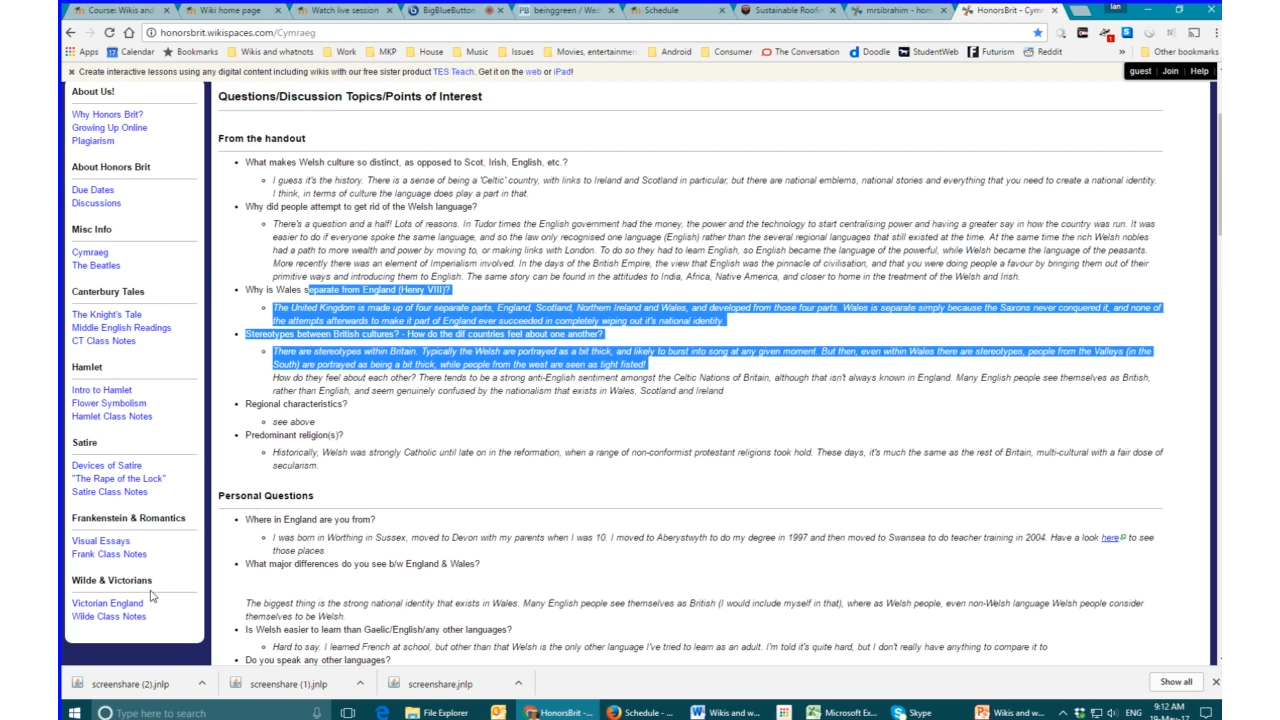 Course: Wikis and
Wiki home page
Watch live session
BigBlueButton
beinggreen / Wel
Schedule
Sustainable Roofin
mrsibrahim - hom
HonorsBrit - Cym
Ian
honorsbrit.wikispaces.com/Cymraeg
Apps Calendar Bookmarks Wikis and whatnots Work MKP House Music Issues Movies, entertainmen Android Consumer The Conversation Doodle StudentWeb Futurism Reddit » Other bookmarks
Create interactive lessons using any digital content including wikis with our free sister product TES Teach. Get it on the web or iPad!
guest | Join | Help |
About Us!
Why Honors Brit?
Growing Up Online
Plagiarism
About Honors Brit
Due Dates
Discussions
Misc Info
Cymraeg
The Beatles
Canterbury Tales
The Knight's Tale
Middle English Readings
CT Class Notes
Hamlet
Intro to Hamlet
Flower Symbolism
Hamlet Class Notes
Satire
Devices of Satire
"The Rape of the Lock"
Satire Class Notes
Frankenstein & Romantics
Visual Essays
Frank Class Notes
Wilde & Victorians
Victorian England
Wilde Class Notes
Questions/Discussion Topics/Points of Interest
From the handout
What makes Welsh culture so distinct, as opposed to Scot, Irish, English, etc.?
I guess it's the history. There is a sense of being a 'Celtic' country, with links to Ireland and Scotland in particular, but there are national emblems, national stories and everything that you need to create a national identity.
I think, in terms of culture the language does play a part in that.
Why did people attempt to get rid of the Welsh language?
There's a question and a half! Lots of reasons. In Tudor times the English government had the money, the power and the technology to start centralising power and having a greater say in how the country was run. It was
easier to do if everyone spoke the same language, and so the law only recognised one language (English) rather than the several regional languages that still existed at the time. At the same time the rich Welsh nobles
had a path to more wealth and power by moving to, or making links with London. To do so they had to learn English, so English became the language of the powerful, while Welsh became the language of the peasants.
More recently there was an element of Imperialism involved. In the days of the British Empire, the view that English was the pinnacle of civilisation, and that you were doing people a favour by bringing them out of their
primitive ways and introducing them to English. The same story can be found in the attitudes to India, Africa, Native America, and closer to home in the treatment of the Welsh and Irish.
Why is Wales separate from England (Henry VIII)?
The United Kingdom is made up of four separate parts, England, Scotland, Northern Ireland and Wales, and developed from those four parts. Wales is separate simply because the Saxons never conquered it, and none of
the attempts afterwards to make it part of England ever succeeded in completely wiping out it's national identity.
Stereotypes between British cultures? - How do the dif countries feel about one another?
There are stereotypes within Britain. Typically the Welsh are portrayed as a bit thick, and likely to burst into song at any given moment. But then, even within Wales there are stereotypes, people from the Valleys (in the
South) are portrayed as being a bit thick, while people from the west are seen as tight fisted!
How do they feel about each other? There tends to be a strong anti-English sentiment amongst the Celtic Nations of Britain, although that isn't always known in England. Many English people see themselves as British,
rather than English, and seem genuinely confused by the nationalism that exists in Wales, Scotland and Ireland
Regional characteristics?
see above
Predominant religion(s)?
Historically, Welsh was strongly Catholic until late on in the reformation, when a range of non-conformist protestant religions took hold. These days, it's much the same as the rest of Britain, multi-cultural with a fair dose of
secularism.
Personal Questions
Where in England are you from?
I was born in Worthing in Sussex, moved to Devon with my parents when I was 10. I moved to Aberystwyth to do my degree in 1997 and then moved to Swansea to do teacher training in 2004. Have a look here to see
those places
What major differences do you see b/w England & Wales?
The biggest thing is the strong national identity that exists in Wales. Many English people see themselves as British (I would include myself in that), where as Welsh people, even non-Welsh language Welsh people consider
themselves to be Welsh.
Is Welsh easier to learn than Gaelic/English/any other languages?
Hard to say. I learned French at school, but other than that Welsh is the only other language I've tried to learn as an adult. I'm told it's quite hard, but I don't really have anything to compare it to
Do you speak any other languages?
screenshare (2).jnlp
screenshare (1).jnlp
screenshare.jnlp
Show all
Type here to search
File Explorer
HonorsBrit -...
Schedule - ...
Wikis and w...
Microsoft Ex...
Skype
Wikis and w...
ENG
9:12 AM
19-May-17